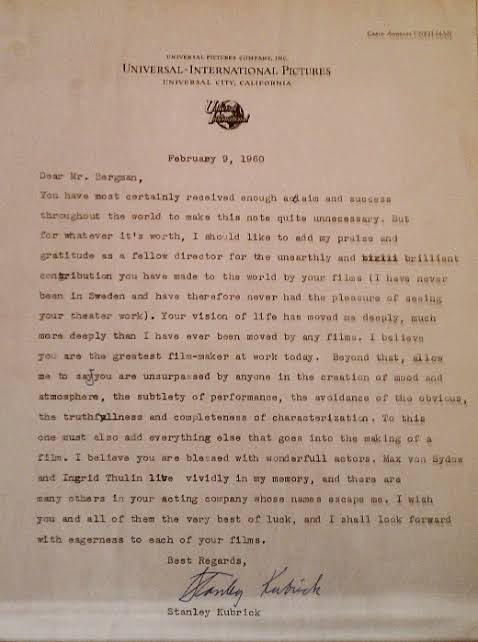 Cable Address UNFILMAN
UNIVERSAL PICTURES COMPANY, INC.
UNIVERSAL-INTERNATIONAL PICTURES
UNIVERSAL CITY, CALIFORNIA
Universal International
February 9, 1960
Dear Mr. Bergman,
You have most certainly received enough acclaim and success
throughout the world to make this note quite unnecessary. But
for whatever it's worth, I should like to add my praise and
gratitude as a fellow director for the unearthly and brilliant
contribution you have made to the world by your films (I have never
been in Sweden and have therefore never had the pleasure of seeing
your theater work). Your vision of life has moved me deeply, much
more deeply than I have ever been moved by any films. I believe
you are the greatest film-maker at work today. Beyond that, allow
me to say you are unsurpassed by anyone in the creation of mood and
atmosphere, the subtlety of performance, the avoidance of the obvious,
the truthfullness and completeness of characterization. To this
one must also add everything else that goes into the making of a
film. I believe you are blessed with wonderfull actors. Max von Sydow
and Ingrid Thulin live vividly in my memory, and there are
many others in your acting company whose names escape me. I wish
you and all of them the very best of luck, and I shall look forward
with eagerness to each of your films.
Best Regards,
Stanley Kubrick
Stanley Kubrick